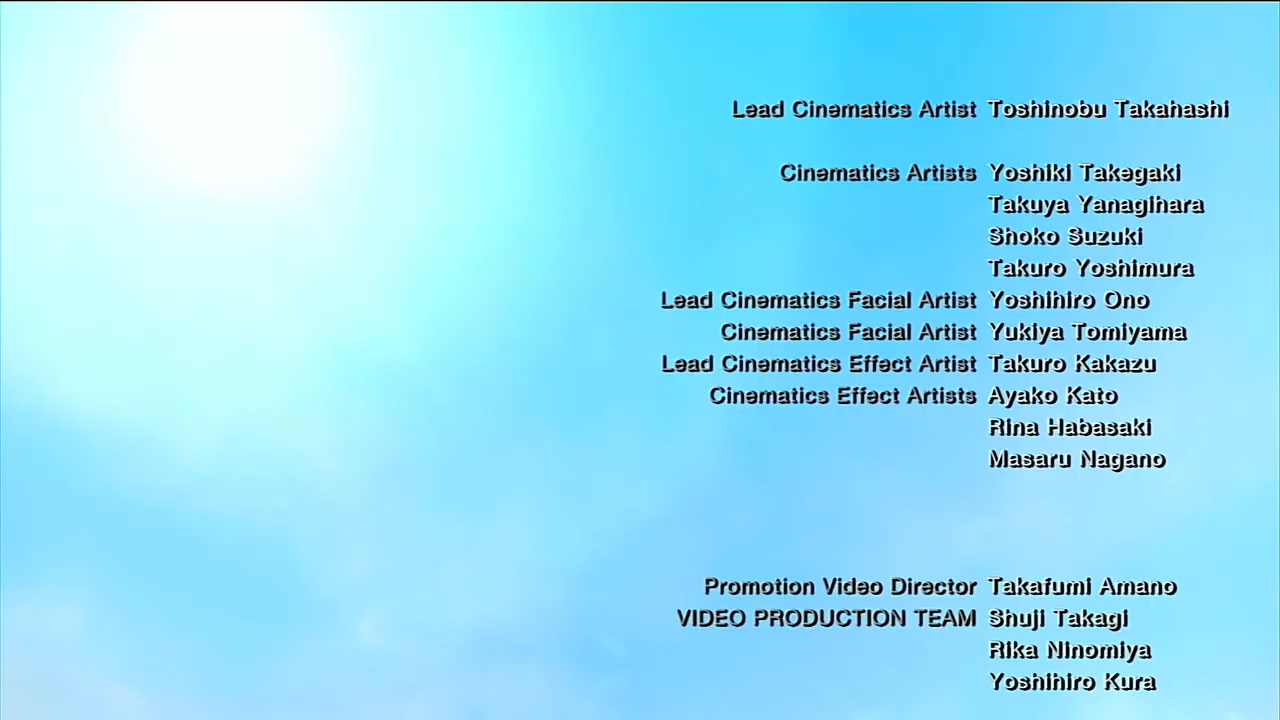 Lead Cinematics Artist Toshinobu Takahashi
Cinematics Artists Yoshiki Takegaki
Takuya Yanagihara
Shoko Suzuki
Takuro Yoshimura
Lead Cinematics Facial Artist Yoshihiro Ono
Cinematics Facial Artist Yukiya Tomiyama
Lead Cinematics Effect Artist Takuro Kakazu
Cinematics Effect Artists Ayako Kato
Rina Habasaki
Masaru Nagano
Promotion Video Director Takafumi Amano
VIDEO PRODUCTION TEAM Shuji Takagi
Rika Ninomiya
Yoshihiro Kura